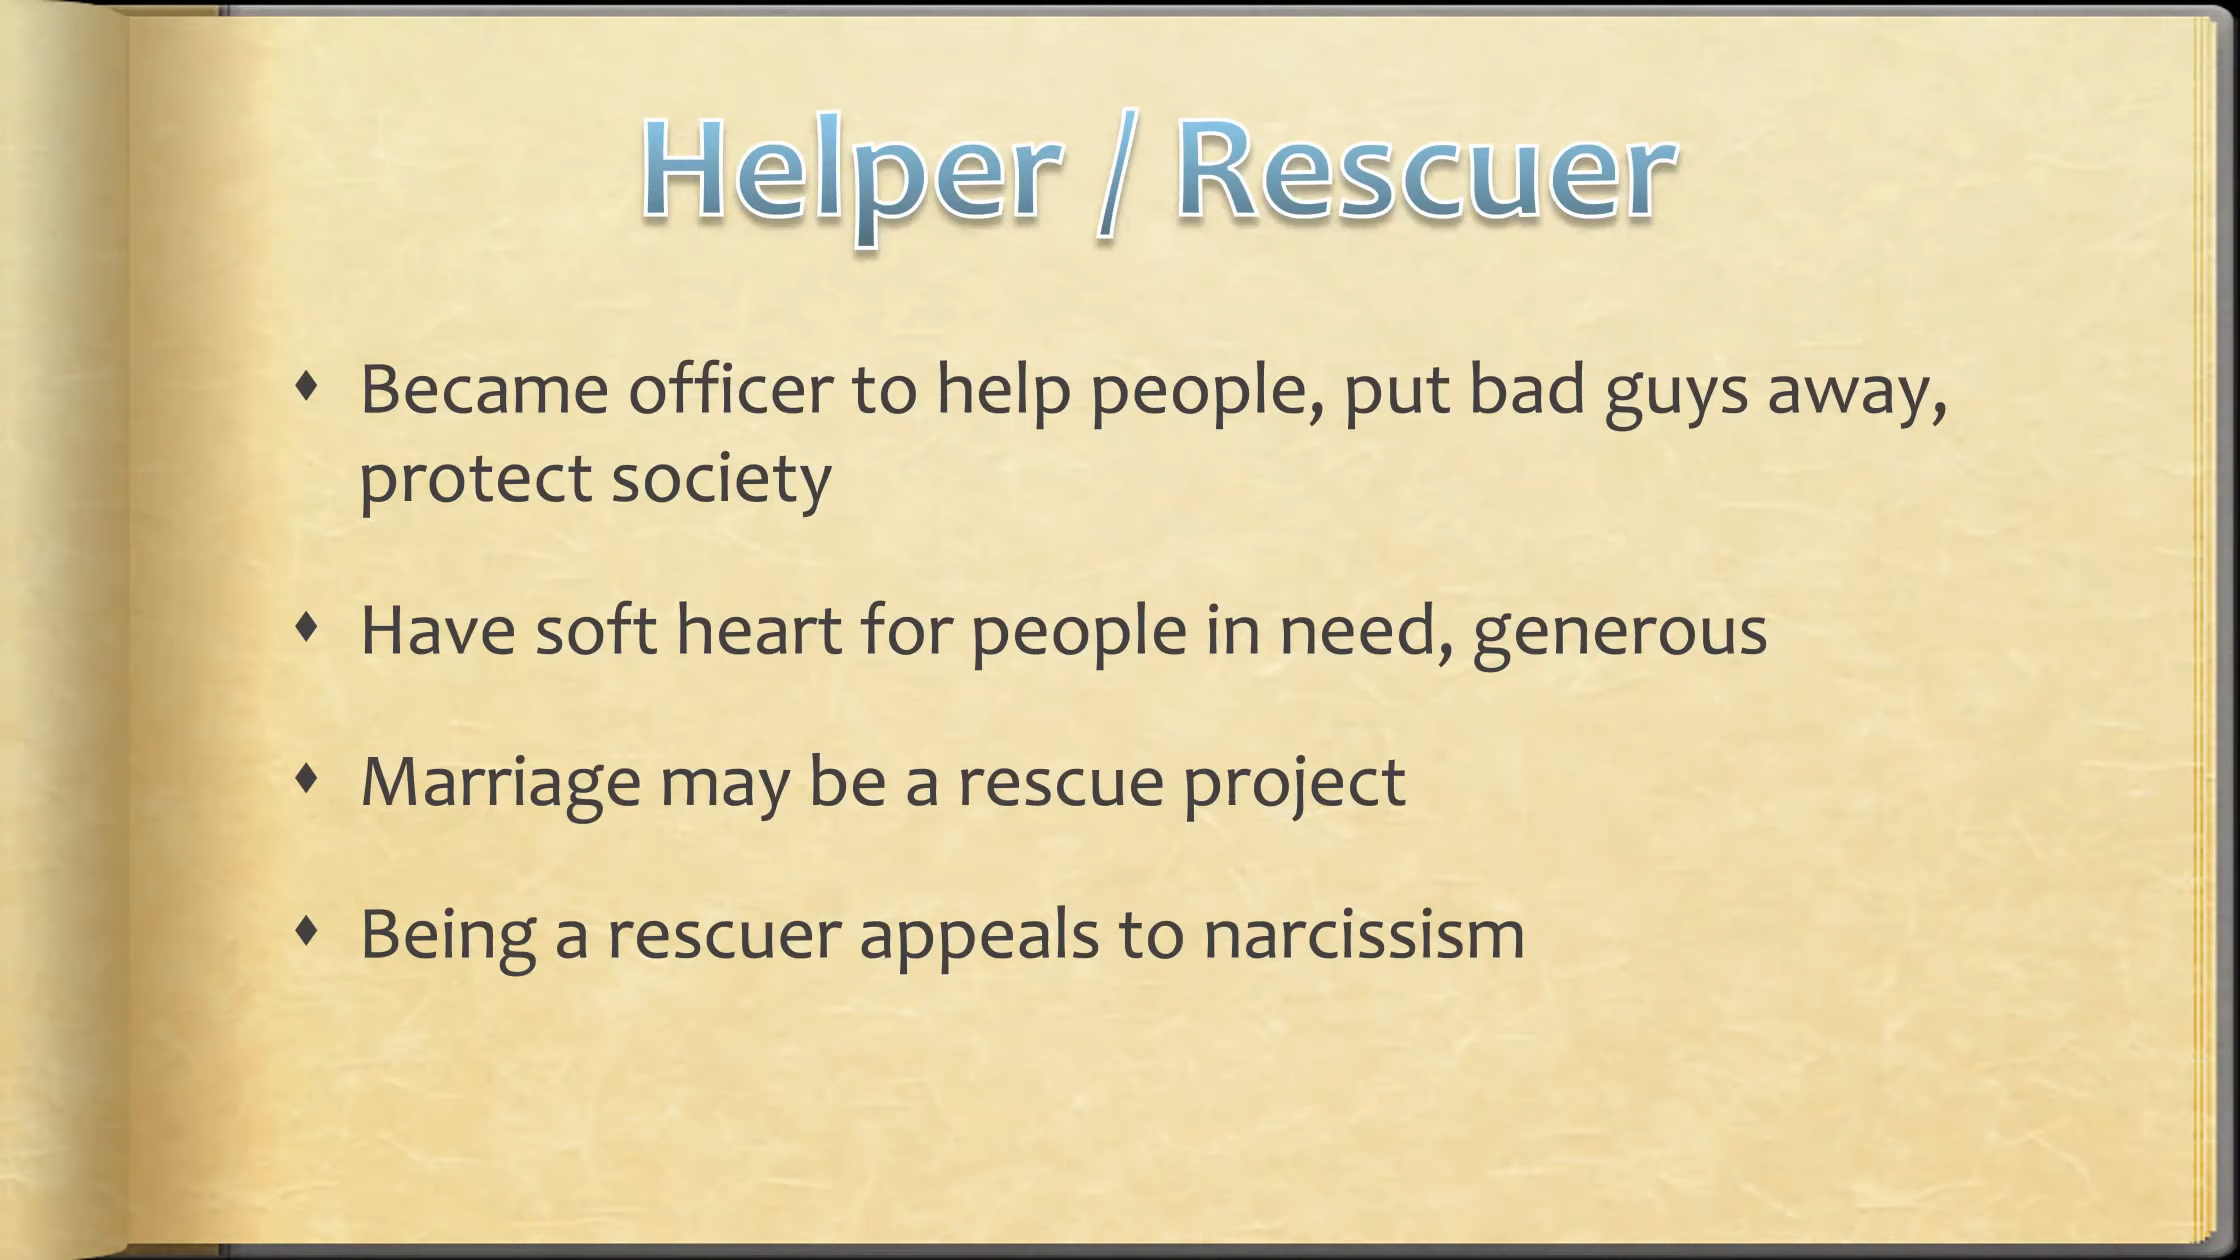 Helper / Rescuer
♦ Became officer to help people, put bad guys away,
protect society
♦ Have soft heart for people in need, generous
♦ Marriage may be a rescue project
♦ Being a rescuer appeals to narcissism